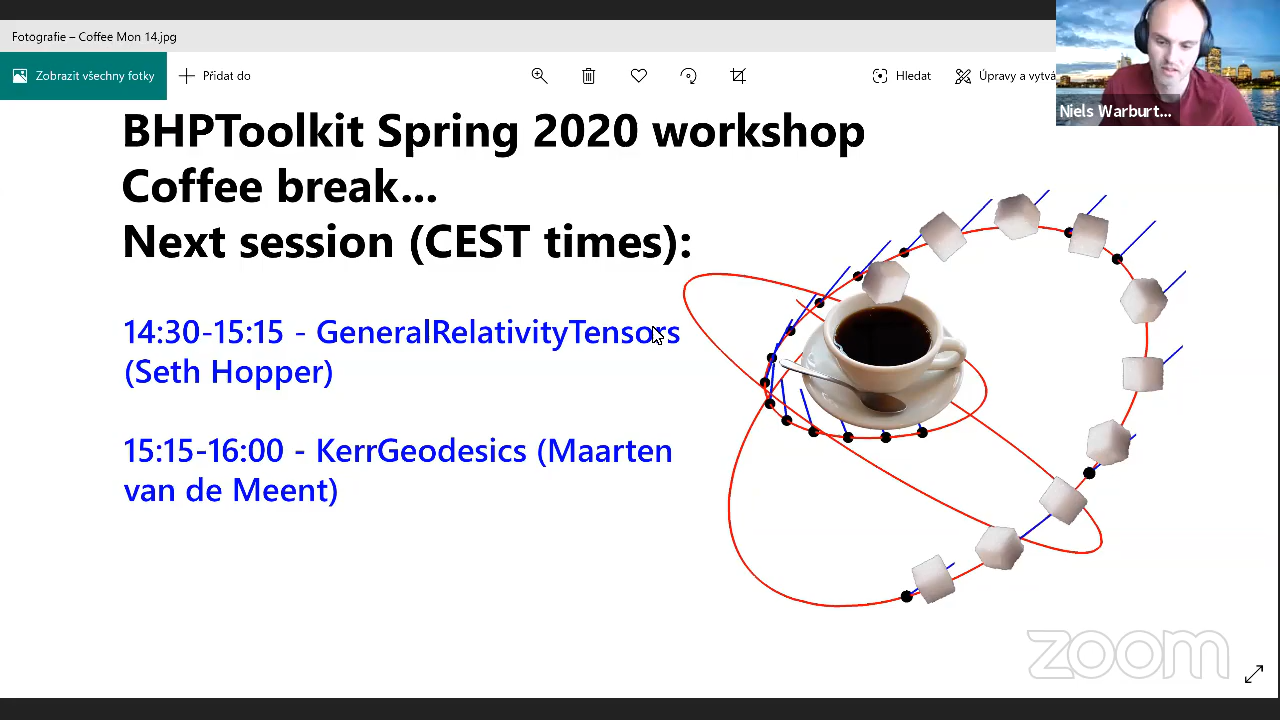 Fotografie – Coffee Mon 14.jpg
Zobrazit všechny fotky
Přidat do
Hledat
Úpravy a vytvá
Niels Warburt...
BHPToolkit Spring 2020 workshop
Coffee break...
Next session (CEST times):
14:30-15:15 - GeneralRelativityTensors
(Seth Hopper)
15:15-16:00 - KerrGeodesics (Maarten
van de Meent)
zoom